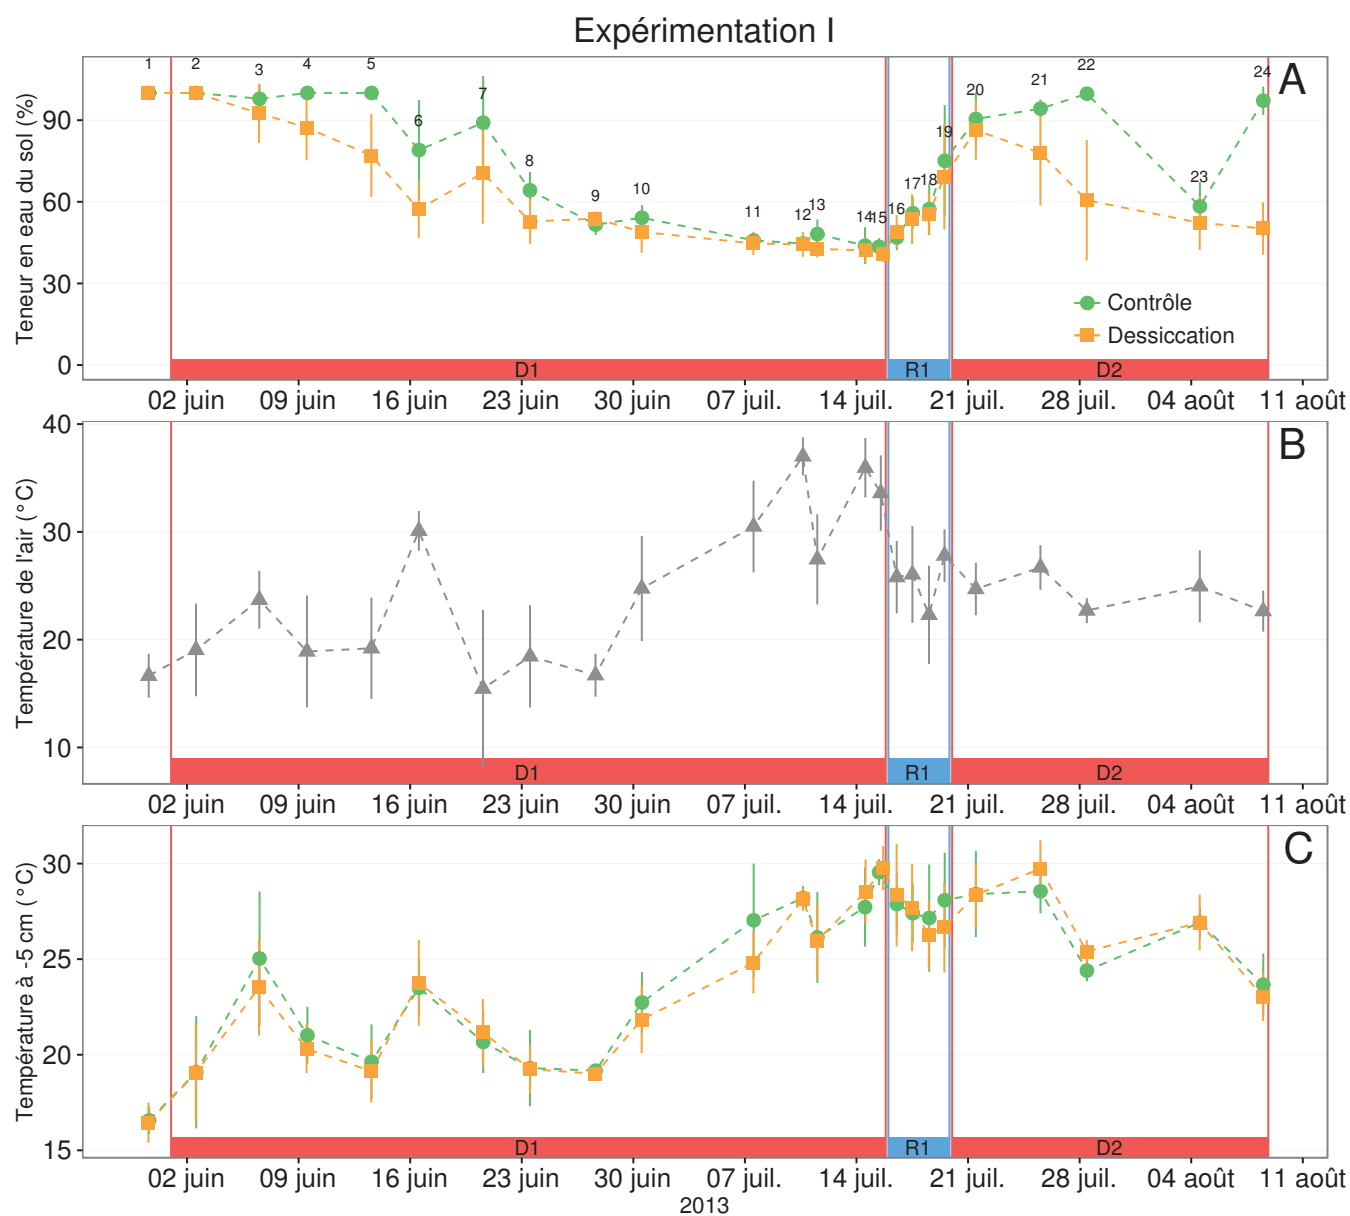 Expérimentation I
A
1 2 3 4 5 6 7 8 9 10 11 12 13 14 15 16 17 18 19 20 21 22 23 24
Teneur en eau du sol (%)
90
60
30
0
Contrôle
Dessiccation
D1 R1 D2
02 juin 09 juin 16 juin 23 juin 30 juin 07 juil. 14 juil. 21 juil. 28 juil. 04 août 11 août
B
Température de l'air (°C)
40
30
20
10
D1 R1 D2
02 juin 09 juin 16 juin 23 juin 30 juin 07 juil. 14 juil. 21 juil. 28 juil. 04 août 11 août
C
Température à -5 cm (°C)
30
25
20
15
D1 R1 D2
02 juin 09 juin 16 juin 23 juin 30 juin 07 juil. 14 juil. 21 juil. 28 juil. 04 août 11 août
2013